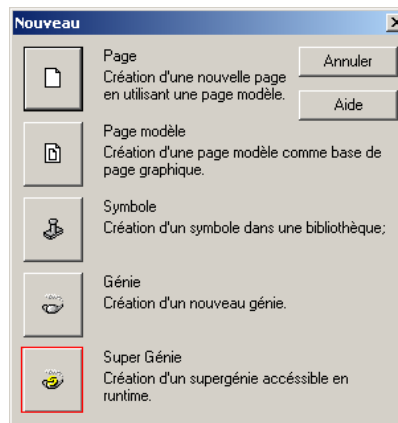 Nouveau
Page
Annuler
Création d'une nouvelle page
en utilisant une page modèle.
Aide
Page modèle
Création d'une page modèle comme base de
page graphique.
Symbole
Création d'un symbole dans une bibliothèque;
Génie
Création d'un nouveau génie.
Super Génie
Création d'un supergénie accéssible en
runtime.